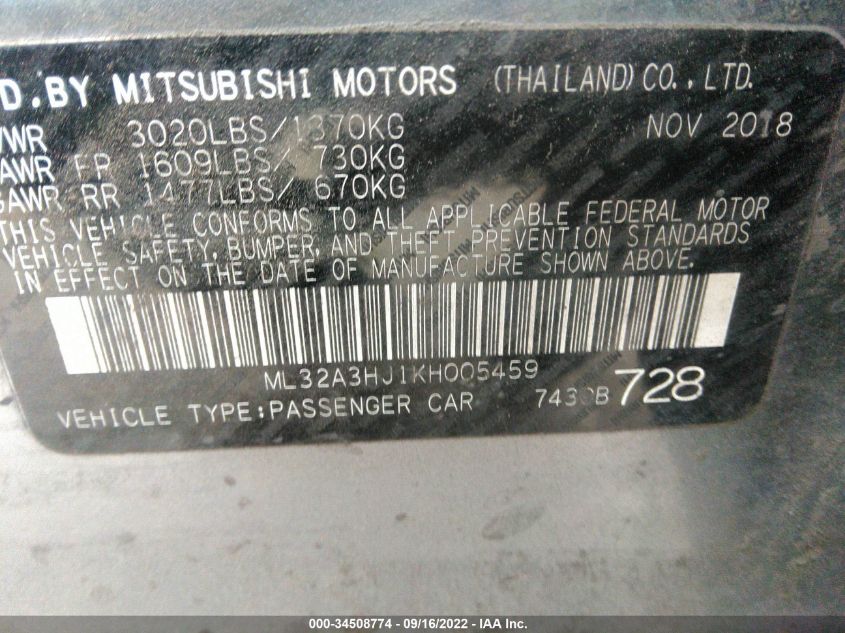 D.BY MITSUBISHI MOTORS (THAILAND) CO., LTD.
VWR 3020LBS/1370KG NOV 2018
AWR FR 1609LBS/ 730KG
GAWR RR 1477LBS/ 670KG
THIS VEHICLE CONFORMS TO ALL APPLICABLE FEDERAL MOTOR
VEHICLE SAFETY, BUMPER, AND THEFT PREVENTION STANDARDS
IN EFFECT ON THE DATE OF MANUFACTURE SHOWN ABOVE.
ML32A3HJ1KH005459
VEHICLE TYPE:PASSENGER CAR 728
000-34508774 - 09/16/2022 - IAA Inc.